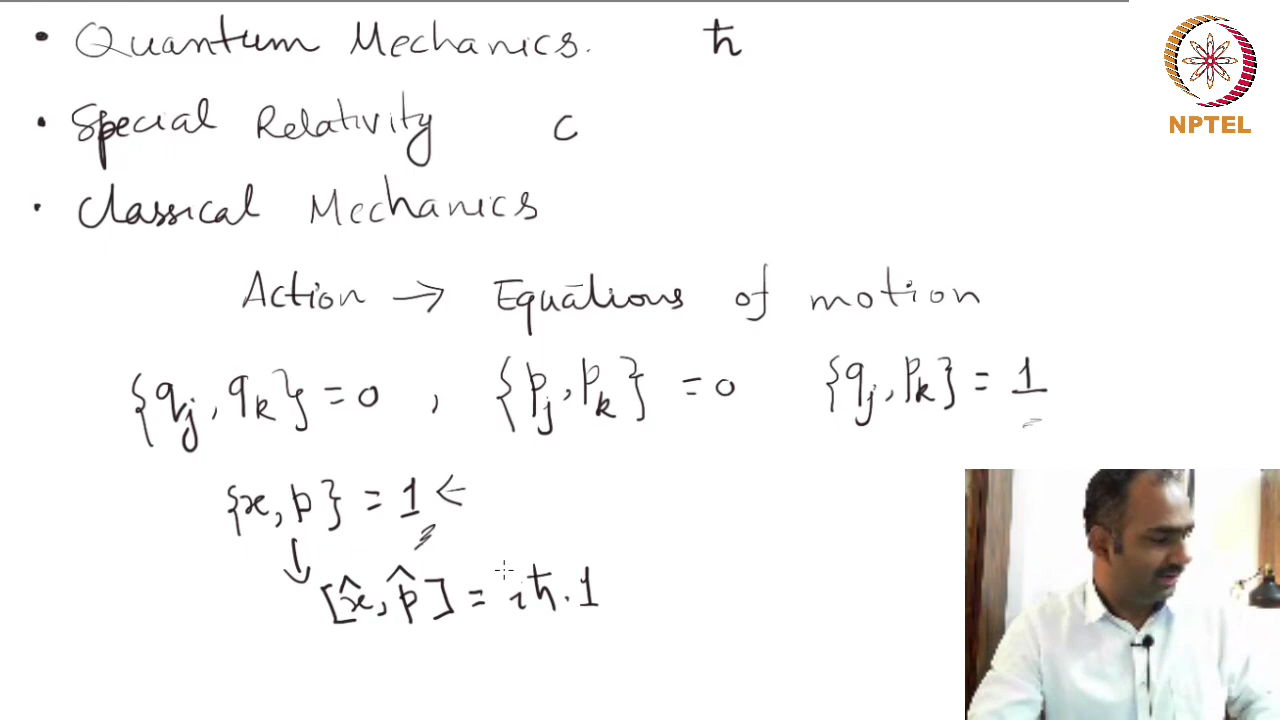 • Quantum Mechanics. ħ
NPTEL
• Special Relativity c
• Classical Mechanics
Action → Equations of motion
{q_j, q_k} = 0 , {p_j, p_k} = 0 {q_j, p_k} = 1
{x, p} = 1 ←
↓ [x̂, p̂] = iħ.1